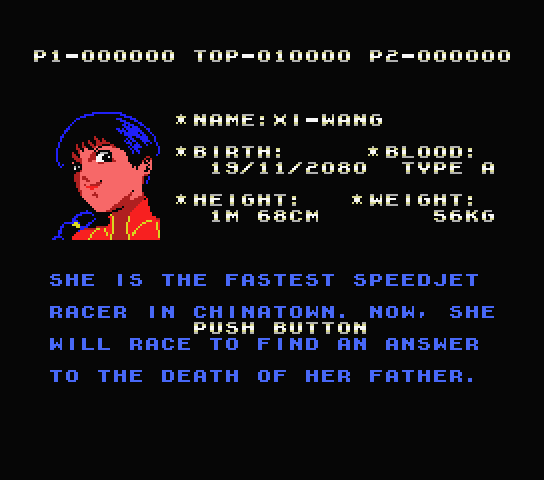 P1-000000 TOP-010000 P2-000000
*NAME:XI-WANG
*BIRTH: *BLOOD:
19/11/2080 TYPE A
*HEIGHT: *WEIGHT:
1M 68CM 56KG
SHE IS THE FASTEST SPEEDJET
RACER IN CHINATOWN. NOW, SHE
PUSH BUTTON
WILL RACE TO FIND AN ANSWER
TO THE DEATH OF HER FATHER.